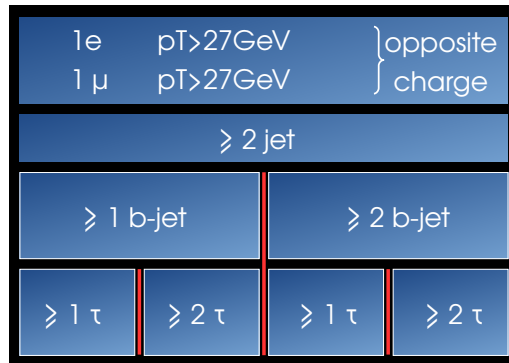 1e pT>27GeV opposite
1 μ pT>27GeV charge
⩾ 2 jet
⩾ 1 b-jet ⩾ 2 b-jet
⩾ 1 τ ⩾ 2 τ ⩾ 1 τ ⩾ 2 τ